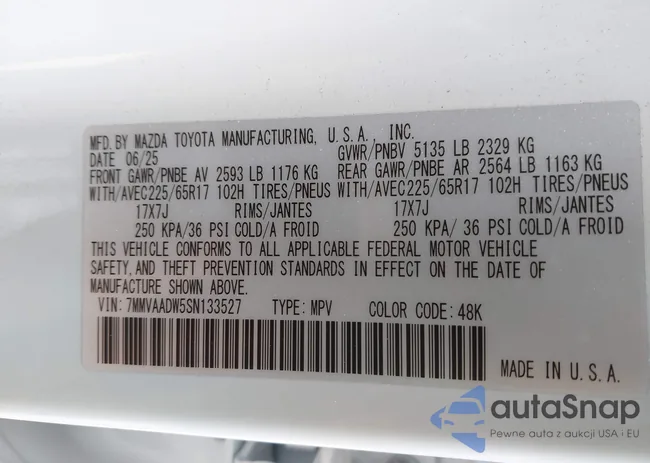 MFD. BY MAZDA TOYOTA MANUFACTURING, U.S.A., INC.
DATE 06/25 GVWR/PNBV 5135 LB 2329 KG
FRONT GAWR/PNBE AV 2593 LB 1176 KG REAR GAWR/PNBE AR 2564 LB 1163 KG
WITH/AVEC225/65R17 102H TIRES/PNEUS WITH/AVEC225/65R17 102H TIRES/PNEUS
17X7J RIMS/JANTES 17X7J RIMS/JANTES
250 KPA/36 PSI COLD/A FROID 250 KPA/ 36 PSI COLD/A FROID
THIS VEHICLE CONFORMS TO ALL APPLICABLE FEDERAL MOTOR VEHICLE
SAFETY, AND THEFT PREVENTION STANDARDS IN EFFECT ON THE DATE OF
MANUFACTURE SHOWN ABOVE.
VIN: 7MMVAADW5SN133527 TYPE: MPV COLOR CODE: 48K
MADE IN U.S.A.
autaSnap
Pewne auta z aukcji USA i EU